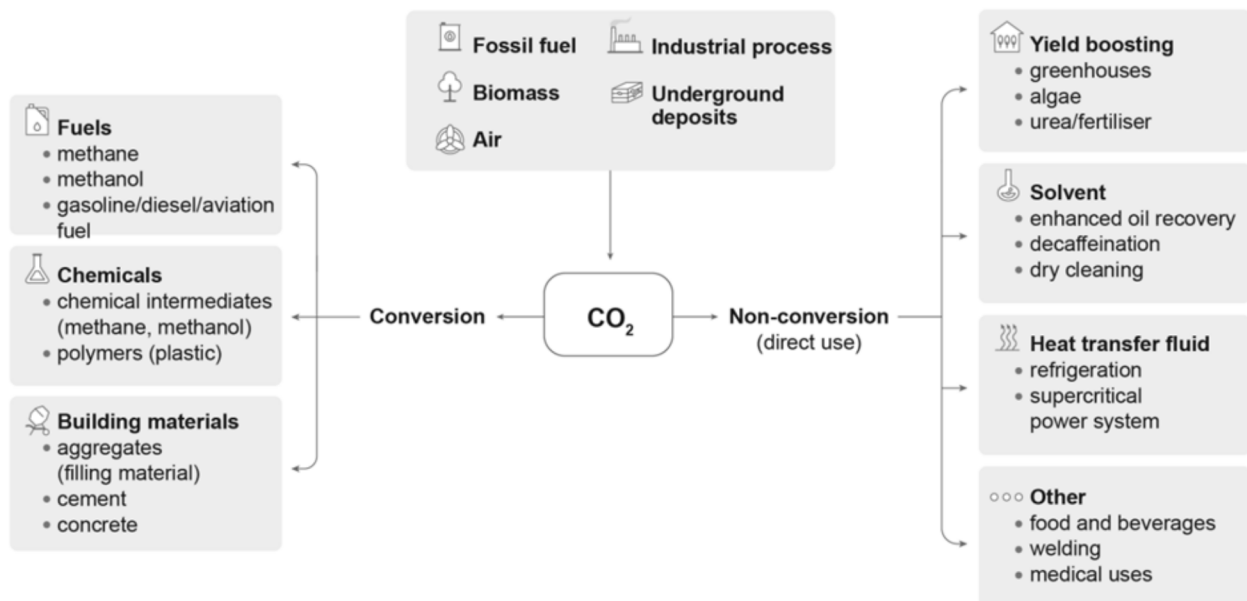 Fossil fuel
Biomass
Air
Industrial process
Underground
deposits
Fuels
• methane
• methanol
• gasoline/diesel/aviation
fuel
Chemicals
• chemical intermediates
(methane, methanol)
• polymers (plastic)
Building materials
• aggregates
(filling material)
• cement
• concrete
Conversion
CO₂
Non-conversion
(direct use)
Yield boosting
• greenhouses
• algae
• urea/fertiliser
Solvent
• enhanced oil recovery
• decaffeination
• dry cleaning
Heat transfer fluid
• refrigeration
• supercritical
power system
Other
• food and beverages
• welding
• medical uses